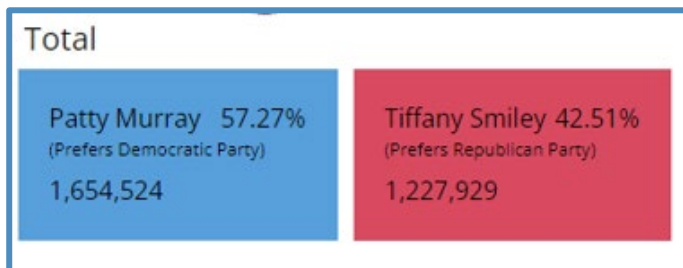 Total
Patty Murray 57.27%
(Prefers Democratic Party)
1,654,524
Tiffany Smiley 42.51%
(Prefers Republican Party)
1,227,929